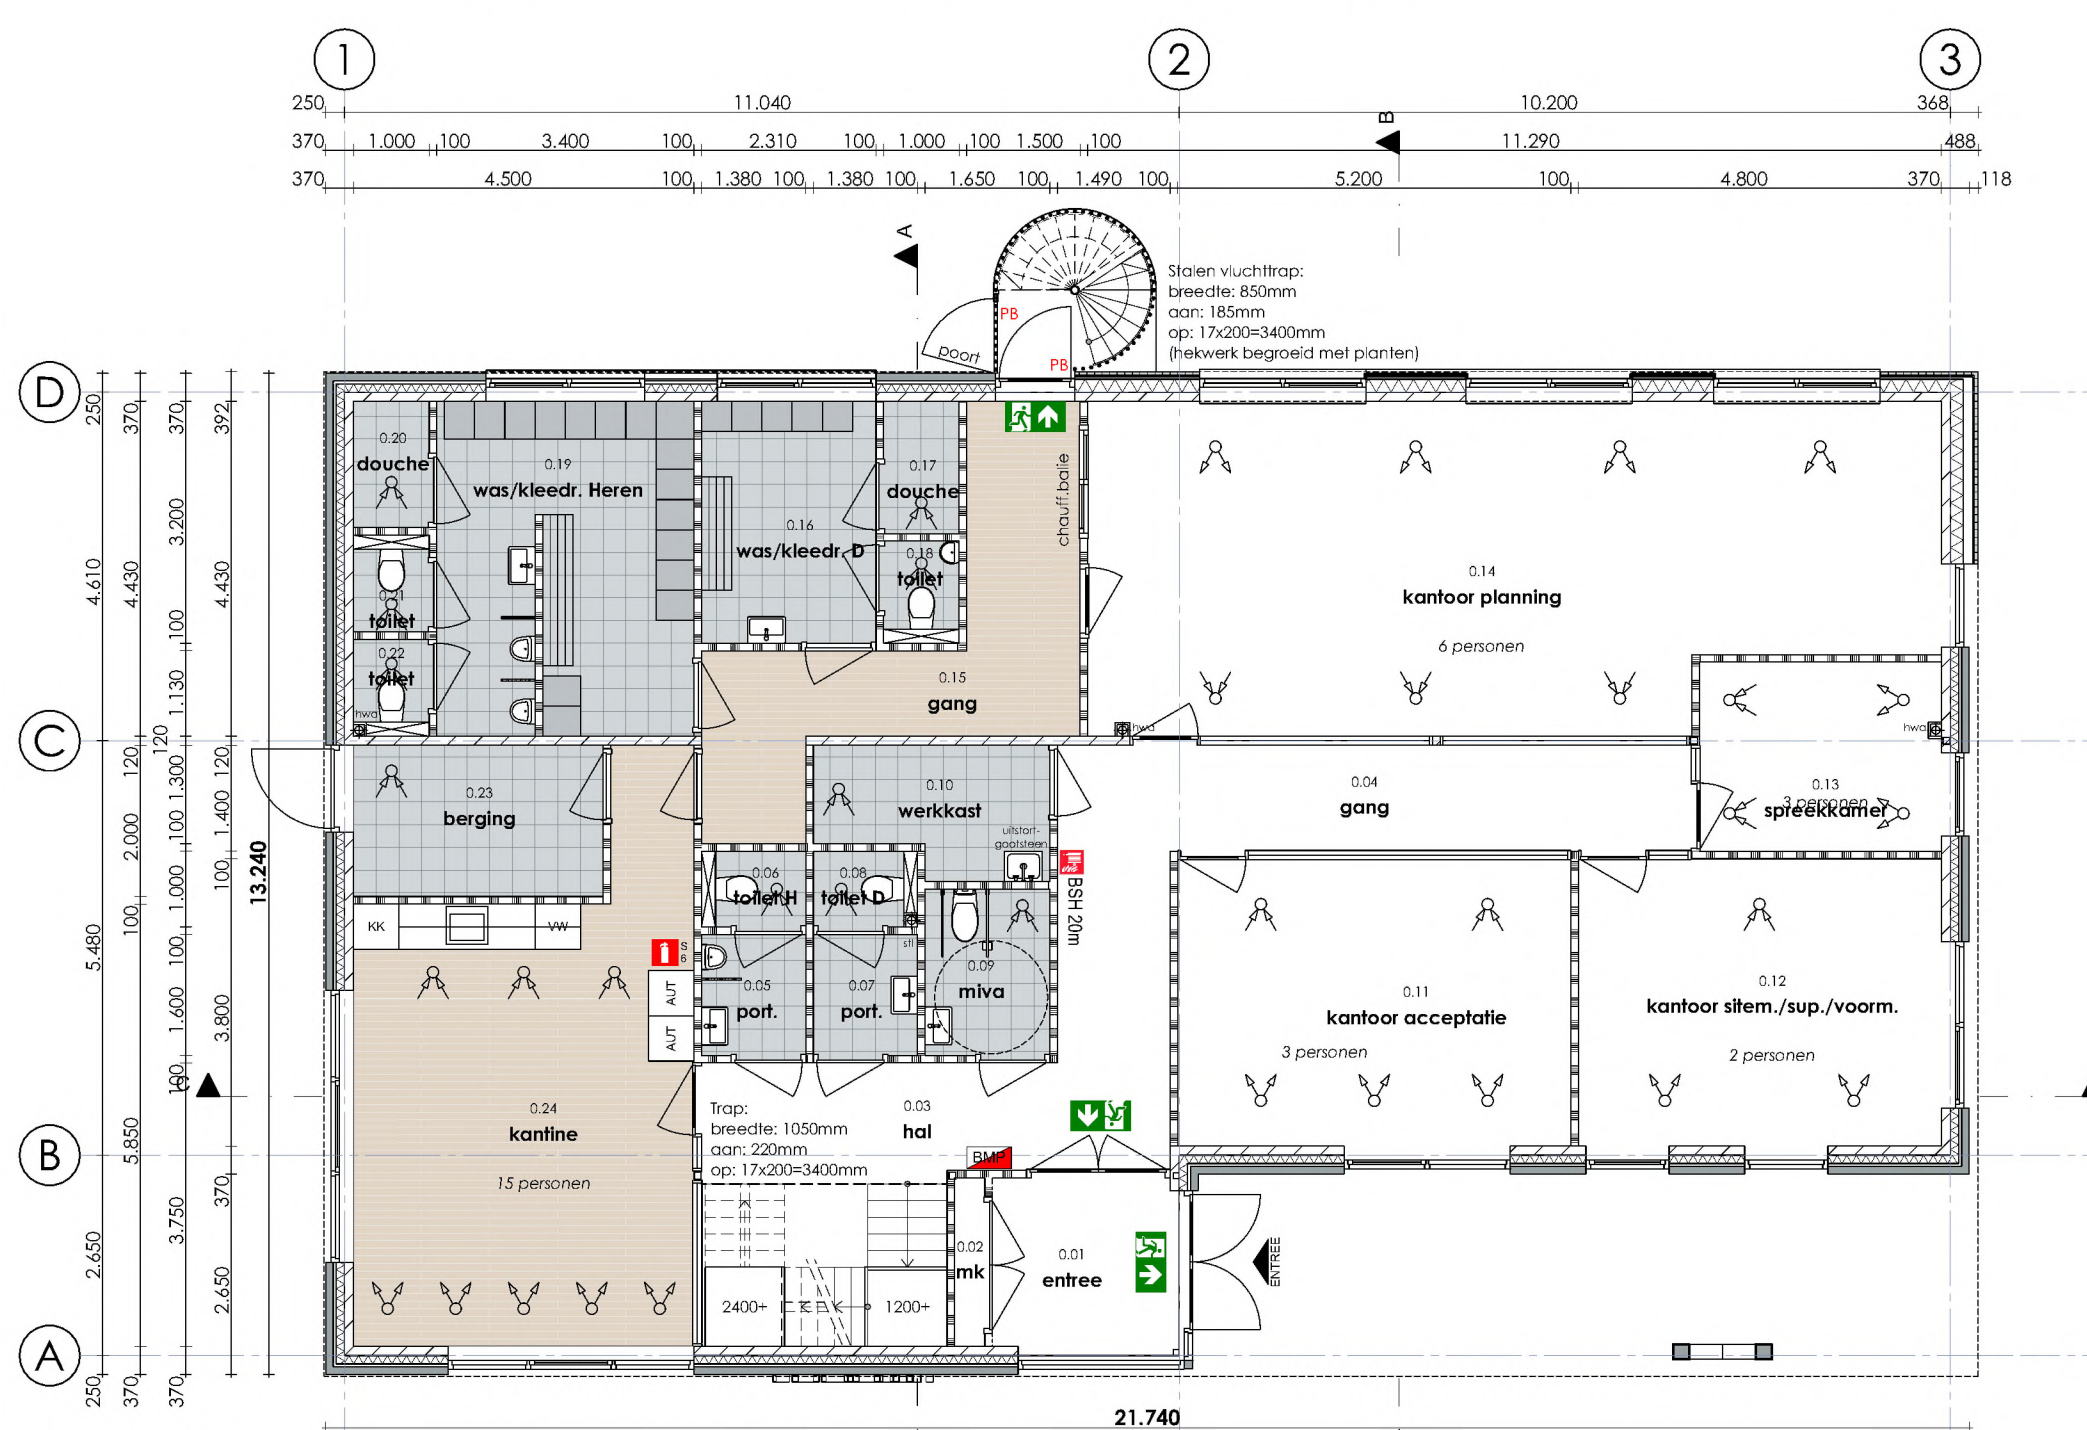 1
2
3
250
11.040
10.200
368
370
1.000
100
3.400
100
2.310
100
1.000
100
1.500
100
B
11.290
488
370
4.500
100
1.380
100
1.380
100
1.650
100
1.490
100
5.200
100
4.800
370
118
A
Stalen vluchttrap:
breedte: 850mm
aan: 185mm
op: 17x200=3400mm
(hekwerk begroeid met planten)
PB
PB
poort
D
C
B
A
250
4.610
5.480
2.650
250
370
4.430
120
2.000
100
5.850
370
370
3.200
100
1.130
120
1.300
100
1.000
100
1.600
100
3.750
370
392
4.430
120
1.400
100
3.800
370
2.650
13.240
C
0.20
douche
0.19
was/kleedr. Heren
0.21
toilet
0.22
toilet
hwa
0.16
was/kleedr. D
0.17
douche
0.18
toilet
chauff.balie
0.15
gang
0.14
kantoor planning
6 personen
hwa
hwa
0.23
berging
0.10
werkkast
uitstort-
gootsteen
0.04
gang
0.13
3 personen
spreekkamer
KK
VW
S
6
AUT
AUT
0.06
toilet H
0.08
toilet D
stl
0.05
port.
0.07
port.
0.09
miva
BSH 20m
0.11
kantoor acceptatie
3 personen
0.12
kantoor sitem./sup./voorm.
2 personen
0.24
kantine
15 personen
Trap:
breedte: 1050mm
aan: 220mm
op: 17x200=3400mm
0.03
hal
BMP
2400+
1200+
0.02
mk
0.01
entree
ENTREE
21.740